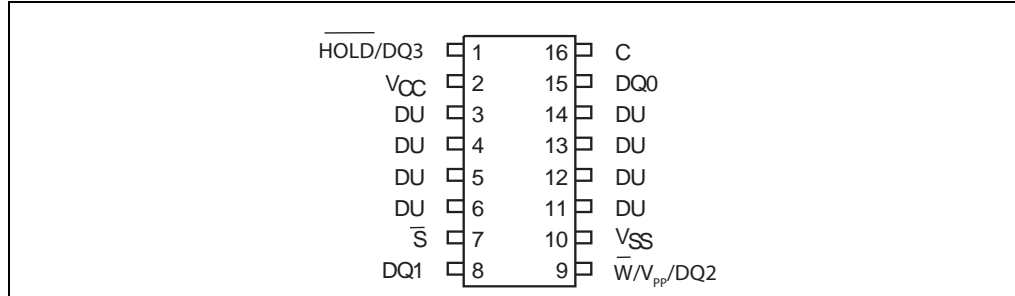 HOLD/DQ3 1 16 C
VCC 2 15 DQ0
DU 3 14 DU
DU 4 13 DU
DU 5 12 DU
DU 6 11 DU
S 7 10 VSS
DQ1 8 9 W/VPP/DQ2